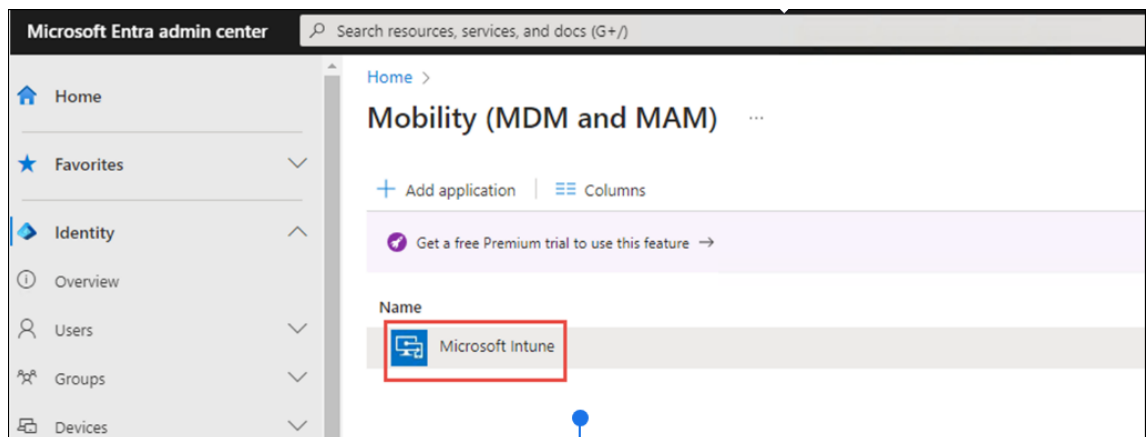 Microsoft Entra admin center
Search resources, services, and docs (G+/)
Home
Favorites
Identity
Overview
Users
Groups
Devices
Home >
Mobility (MDM and MAM) ...
Add application
Columns
Get a free Premium trial to use this feature →
Name
Microsoft Intune